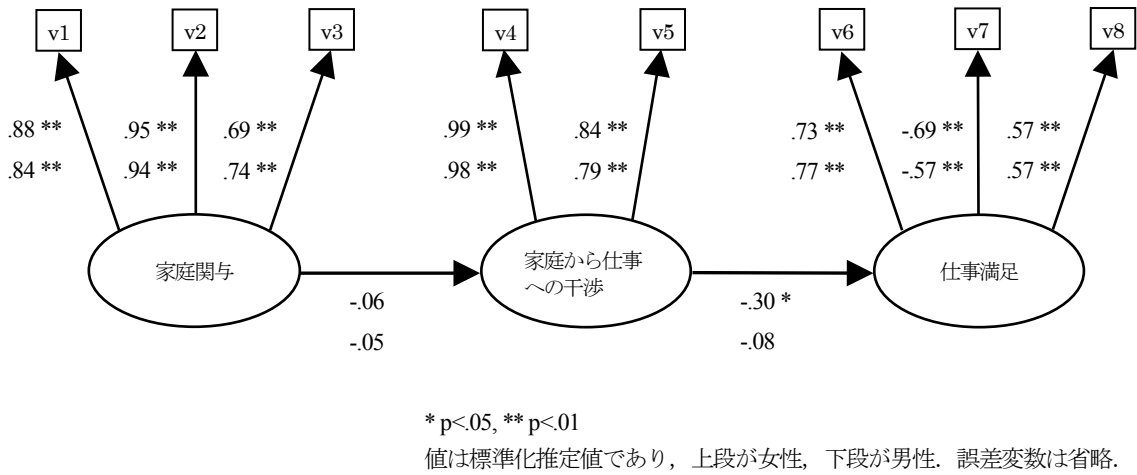 v1 v2 v3 v4 v5 v6 v7 v8
.88 ** .95 ** .69 ** .99 ** .84 ** .73 ** -.69 ** .57 **
.84 ** .94 ** .74 ** .98 ** .79 ** .77 ** -.57 ** .57 **
家庭関与
家庭から仕事
への干渉
仕事満足
-.06 -.30 *
-.05 -.08
* p<.05, ** p<.01
値は標準化推定値であり，上段が女性，下段が男性．誤差変数は省略．